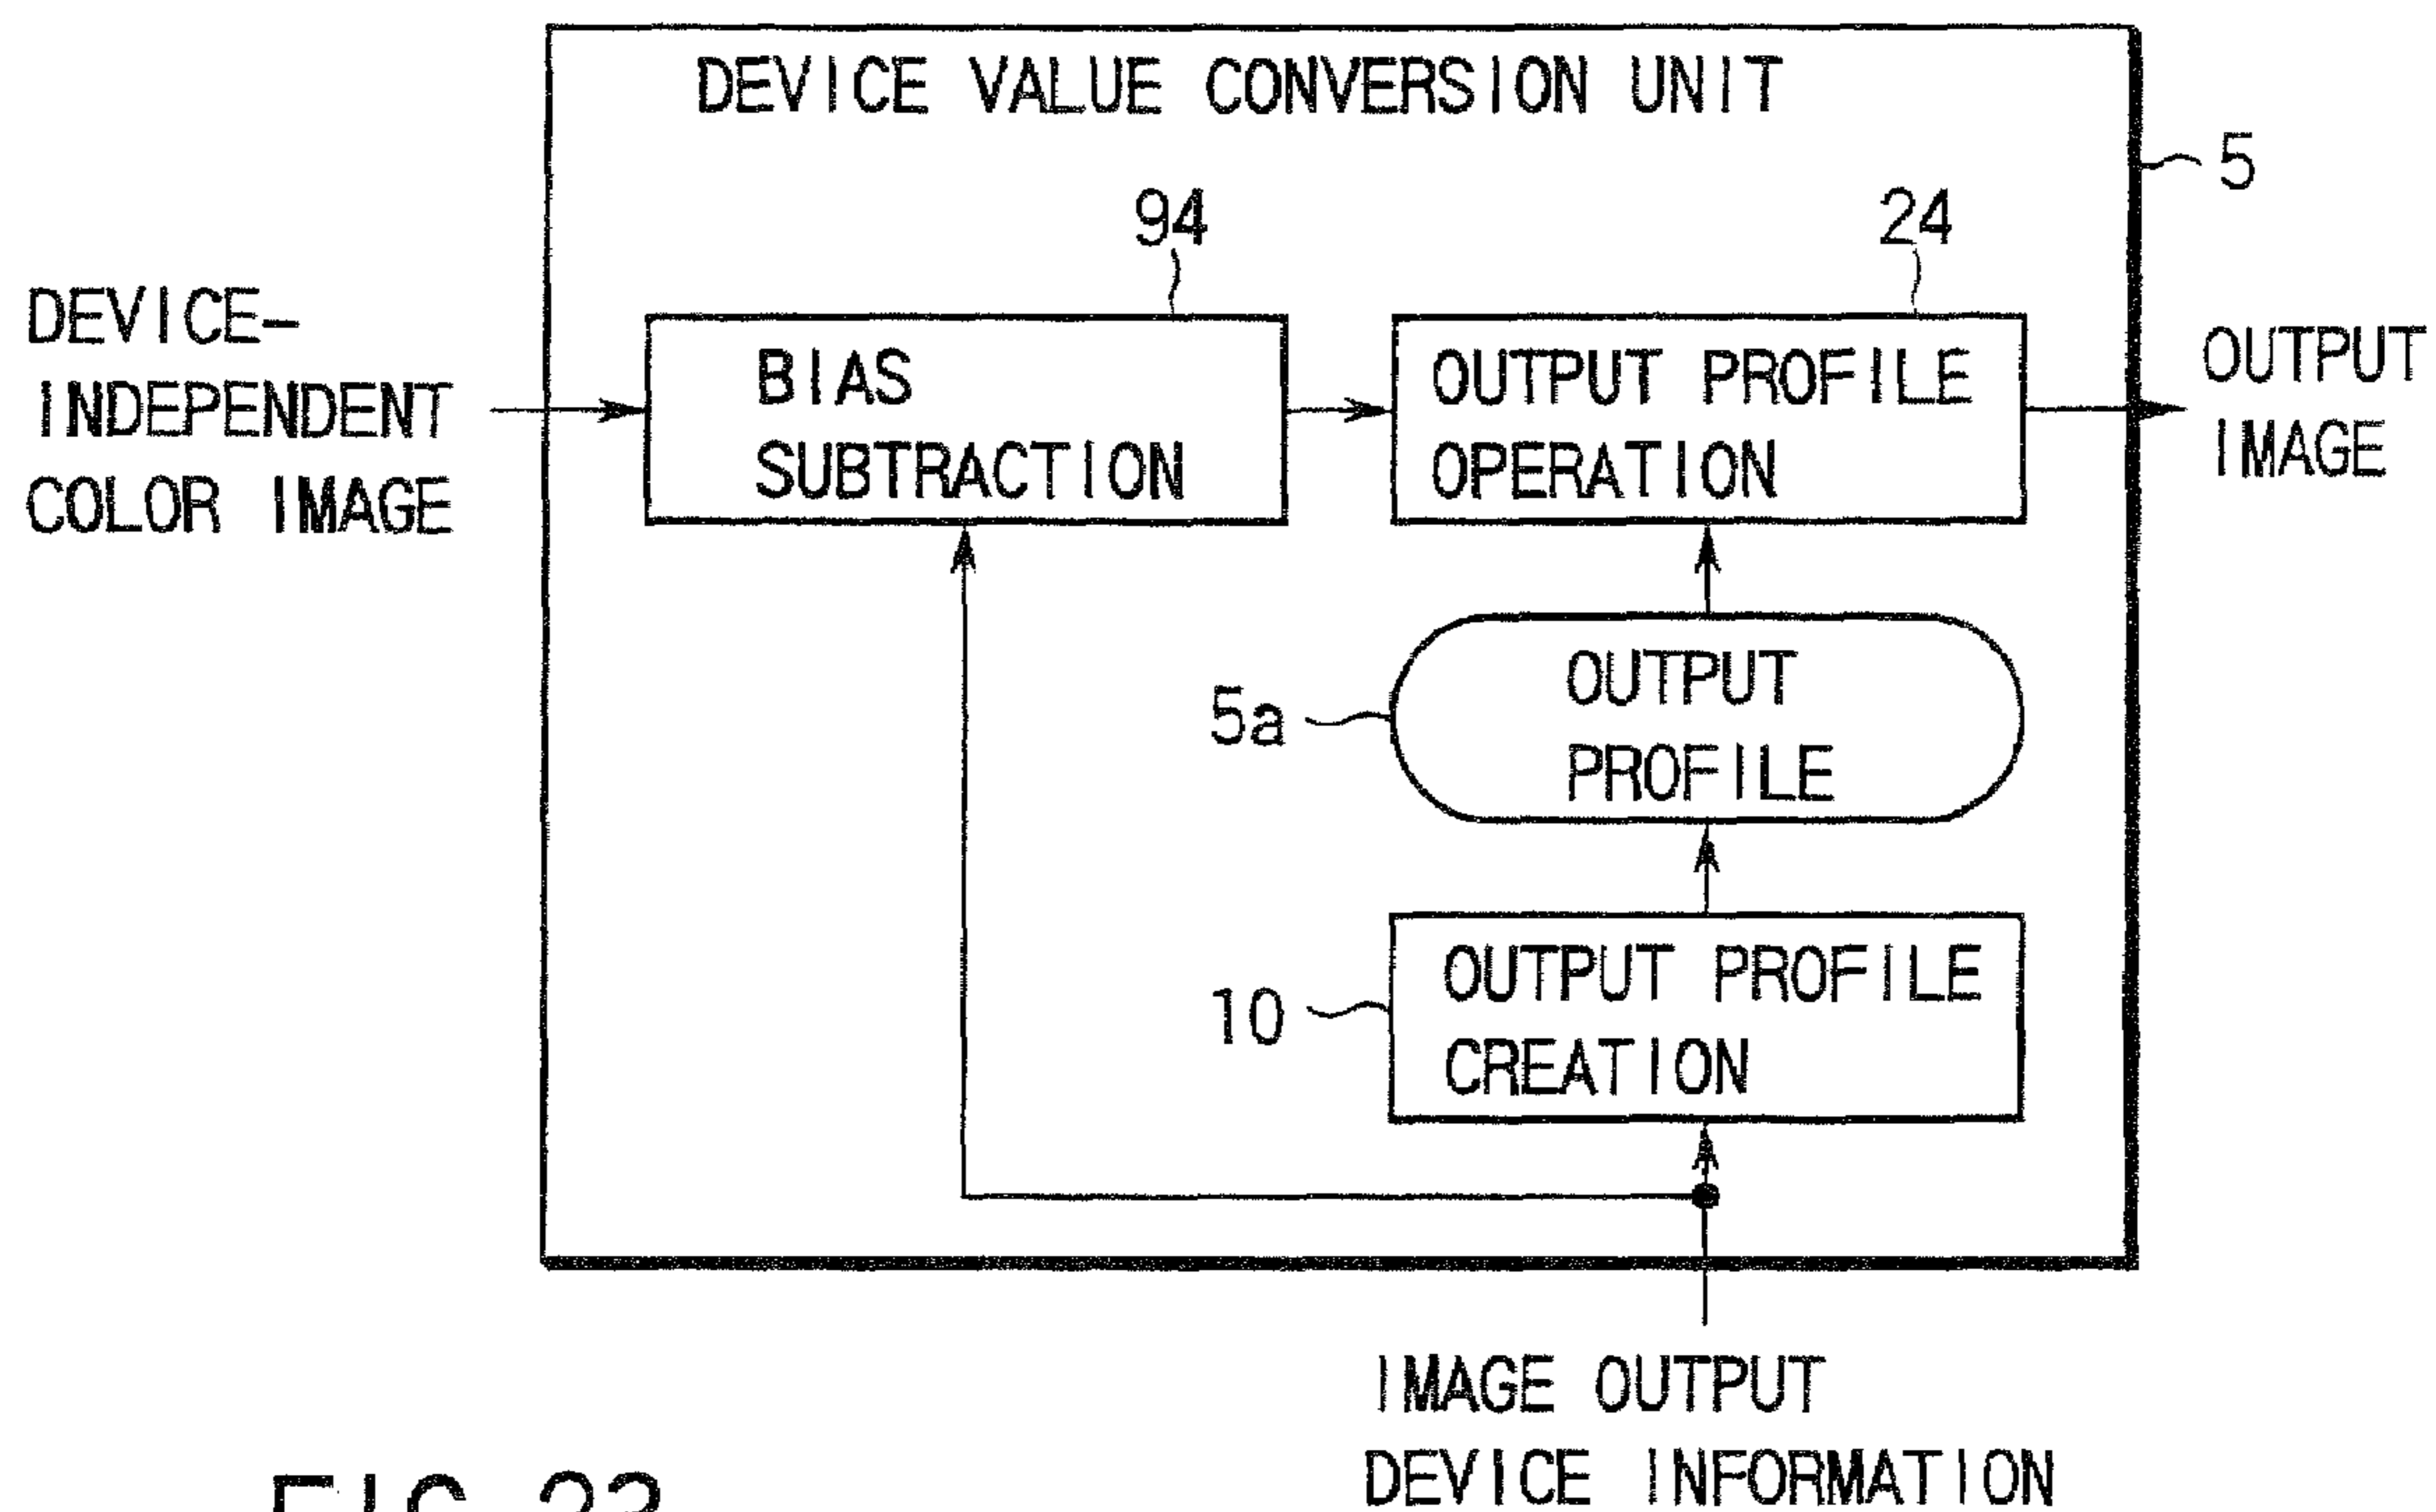 DEVICE VALUE CONVERSION UNIT
5
94
24
DEVICE-
INDEPENDENT
COLOR IMAGE
BIAS
SUBTRACTION
OUTPUT PROFILE
OPERATION
OUTPUT
IMAGE
5a
OUTPUT
PROFILE
10
OUTPUT PROFILE
CREATION
IMAGE OUTPUT
DEVICE INFORMATION